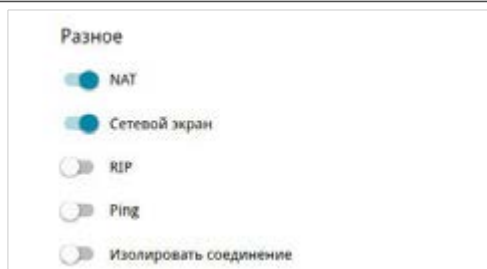 Разное
NAT
Сетевой экран
RIP
Ping
Изолировать соединение